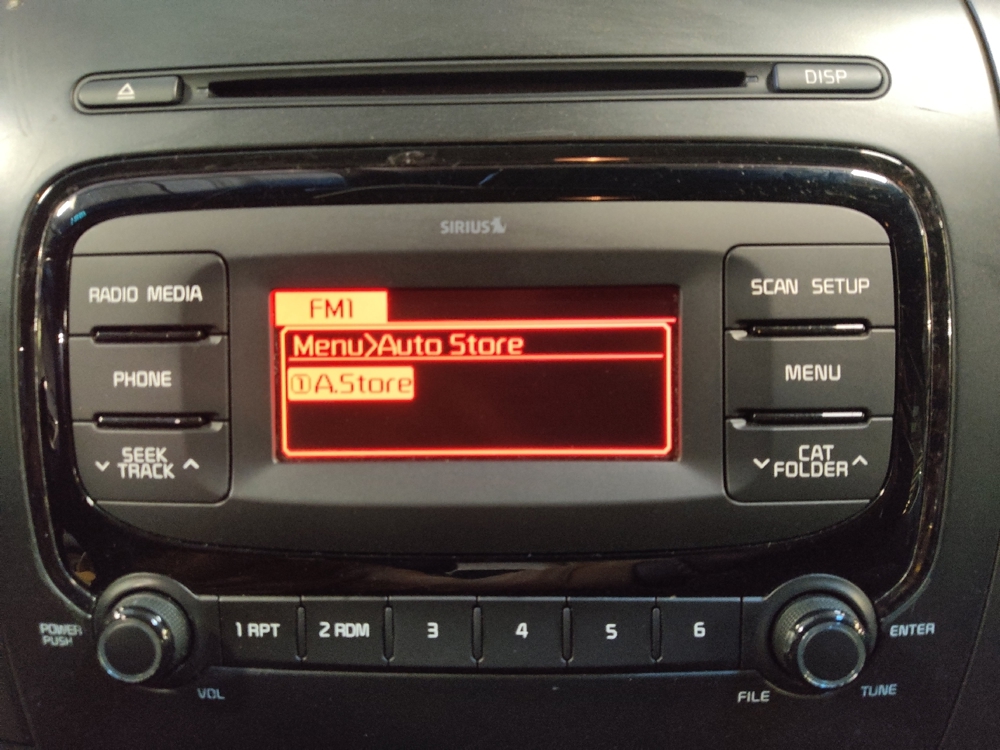 DISP
SIRIUS
RADIO MEDIA
PHONE
SEEK
TRACK
FM1
Menu>Auto Store
①A.Store
SCAN SETUP
MENU
CAT
FOLDER
POWER
PUSH
VOL
1 RPT
2 RDM
3
4
5
6
ENTER
FILE
TUNE